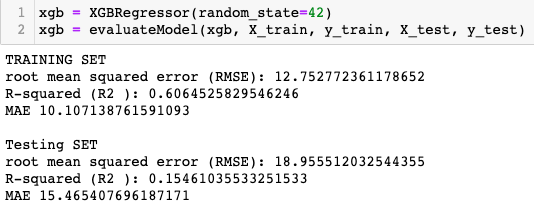 1 xgb = XGBRegressor(random_state=42)
2 xgb = evaluateModel(xgb, X_train, y_train, X_test, y_test)
TRAINING SET
root mean squared error (RMSE): 12.752772361178652
R-squared (R2 ): 0.6064525829546246
MAE 10.107138761591093
Testing SET
root mean squared error (RMSE): 18.955512032544355
R-squared (R2 ): 0.15461035533251533
MAE 15.465407696187171